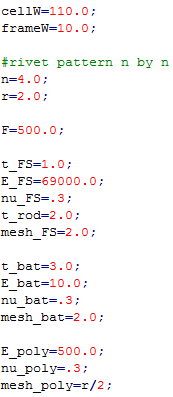 cellW=110.0;
frameW=10.0;
#rivet pattern n by n
n=4.0;
r=2.0;
F=500.0;
t_FS=1.0;
E_FS=69000.0;
nu_FS=.3;
t_rod=2.0;
mesh_FS=2.0;
t_bat=3.0;
E_bat=10.0;
nu_bat=.3;
mesh_bat=2.0;
E_poly=500.0;
nu_poly=.3;
mesh_poly=r/2;